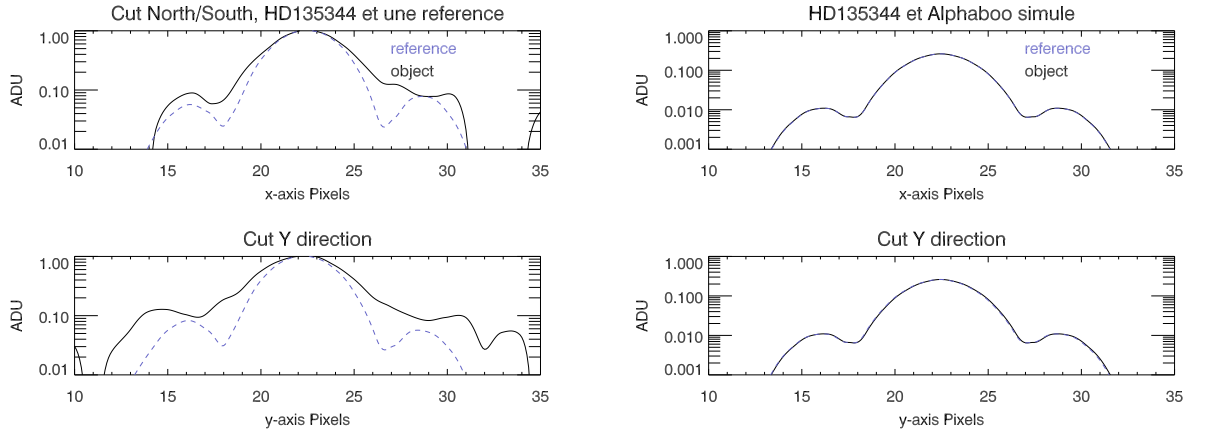 Cut North/South, HD135344 et une reference
1.00
0.10
0.01
ADU
reference
object
10 15 20 25 30 35
x-axis Pixels
HD135344 et Alphaboo simule
1.000
0.100
0.010
0.001
ADU
reference
object
10 15 20 25 30 35
x-axis Pixels
Cut Y direction
1.00
0.10
0.01
ADU
10 15 20 25 30 35
y-axis Pixels
Cut Y direction
1.000
0.100
0.010
0.001
ADU
10 15 20 25 30 35
y-axis Pixels